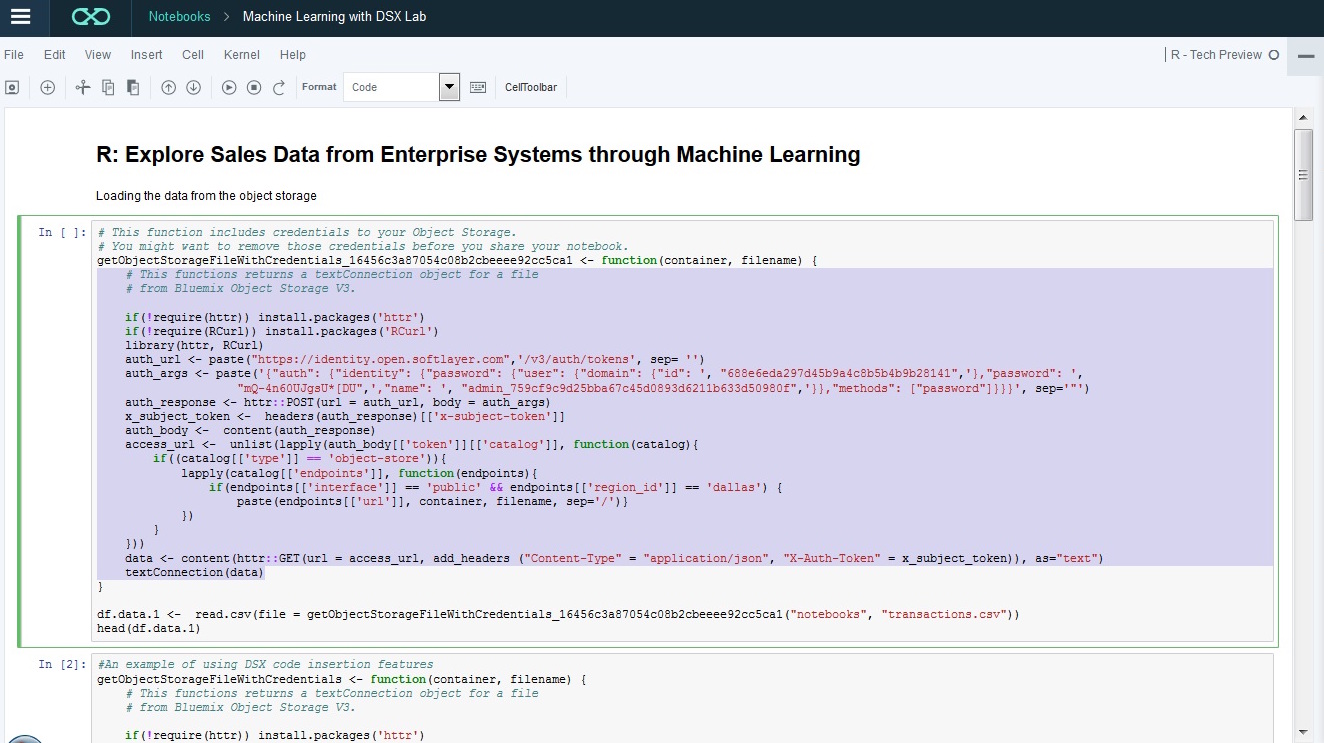 Notebooks > Machine Learning with DSX Lab
File Edit View Insert Cell Kernel Help
R - Tech Preview
Format Code CellToolbar
R: Explore Sales Data from Enterprise Systems through Machine Learning
Loading the data from the object storage
In [ ]: # This function includes credentials to your Object Storage.
# You might want to remove those credentials before you share your notebook.
getObjectStorageFileWithCredentials_16456c3a87054c08b2cbeeee92cc5ca1 <- function(container, filename) {
# This functions returns a textConnection object for a file
# from Bluemix Object Storage V3.
if(!require(httr)) install.packages('httr')
if(!require(RCurl)) install.packages('RCurl')
library(httr, RCurl)
auth_url <- paste("https://identity.open.softlayer.com",'/v3/auth/tokens', sep= '')
auth_args <- paste('{"auth": {"identity": {"password": {"user": {"domain": {"id": ', "688e6eda297d45b9a4c8b5b4b9b28141",'},"password": ',
"mQ-4n60UJgsU*[DU",',"name": ', "admin_759cf9c9d25bba67c45d0893d6211b633d50980f",'}},"methods": ["password"]}}}', sep='"')
auth_response <- httr::POST(url = auth_url, body = auth_args)
x_subject_token <-  headers(auth_response)[['x-subject-token']]
auth_body <-  content(auth_response)
access_url <-  unlist(lapply(auth_body[['token']][['catalog']], function(catalog){
if((catalog[['type']] == 'object-store')){
lapply(catalog[['endpoints']], function(endpoints){
if(endpoints[['interface']] == 'public' && endpoints[['region_id']] == 'dallas') {
paste(endpoints[['url']], container, filename, sep='/')}
})
}
}))
data <- content(httr::GET(url = access_url, add_headers ("Content-Type" = "application/json", "X-Auth-Token" = x_subject_token)), as="text")
textConnection(data)
}
df.data.1 <-  read.csv(file = getObjectStorageFileWithCredentials_16456c3a87054c08b2cbeeee92cc5ca1("notebooks", "transactions.csv"))
head(df.data.1)
In [2]: #An example of using DSX code insertion features
getObjectStorageFileWithCredentials <- function(container, filename) {
# This functions returns a textConnection object for a file
# from Bluemix Object Storage V3.
if(!require(httr)) install.packages('httr')